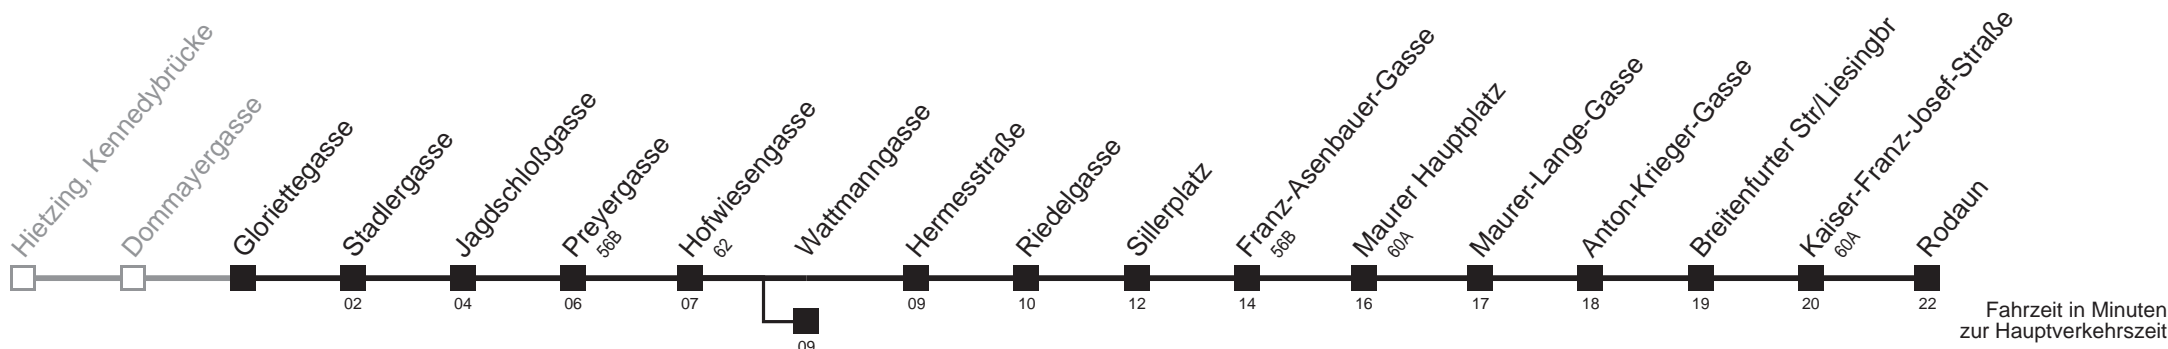 Hietzing, Kennedybrücke
Dommayergasse
Gloriettegasse
Stadlergasse
Jagdschloßgasse
Preyergasse
56B
Hofwiesengasse
62
Wattmanngasse
Hermesstraße
Riedelgasse
Sillerplatz
Franz-Asenbauer-Gasse
56B
Maurer Hauptplatz
60A
Maurer-Lange-Gasse
Anton-Krieger-Gasse
Breitenfurter Str/Liesingbr
Kaiser-Franz-Josef-Straße
60A
Rodaun
02 04 06 07 09 10 12 14 16 17 18 19 20 22
09
Fahrzeit in Minuten
zur Hauptverkehrszeit